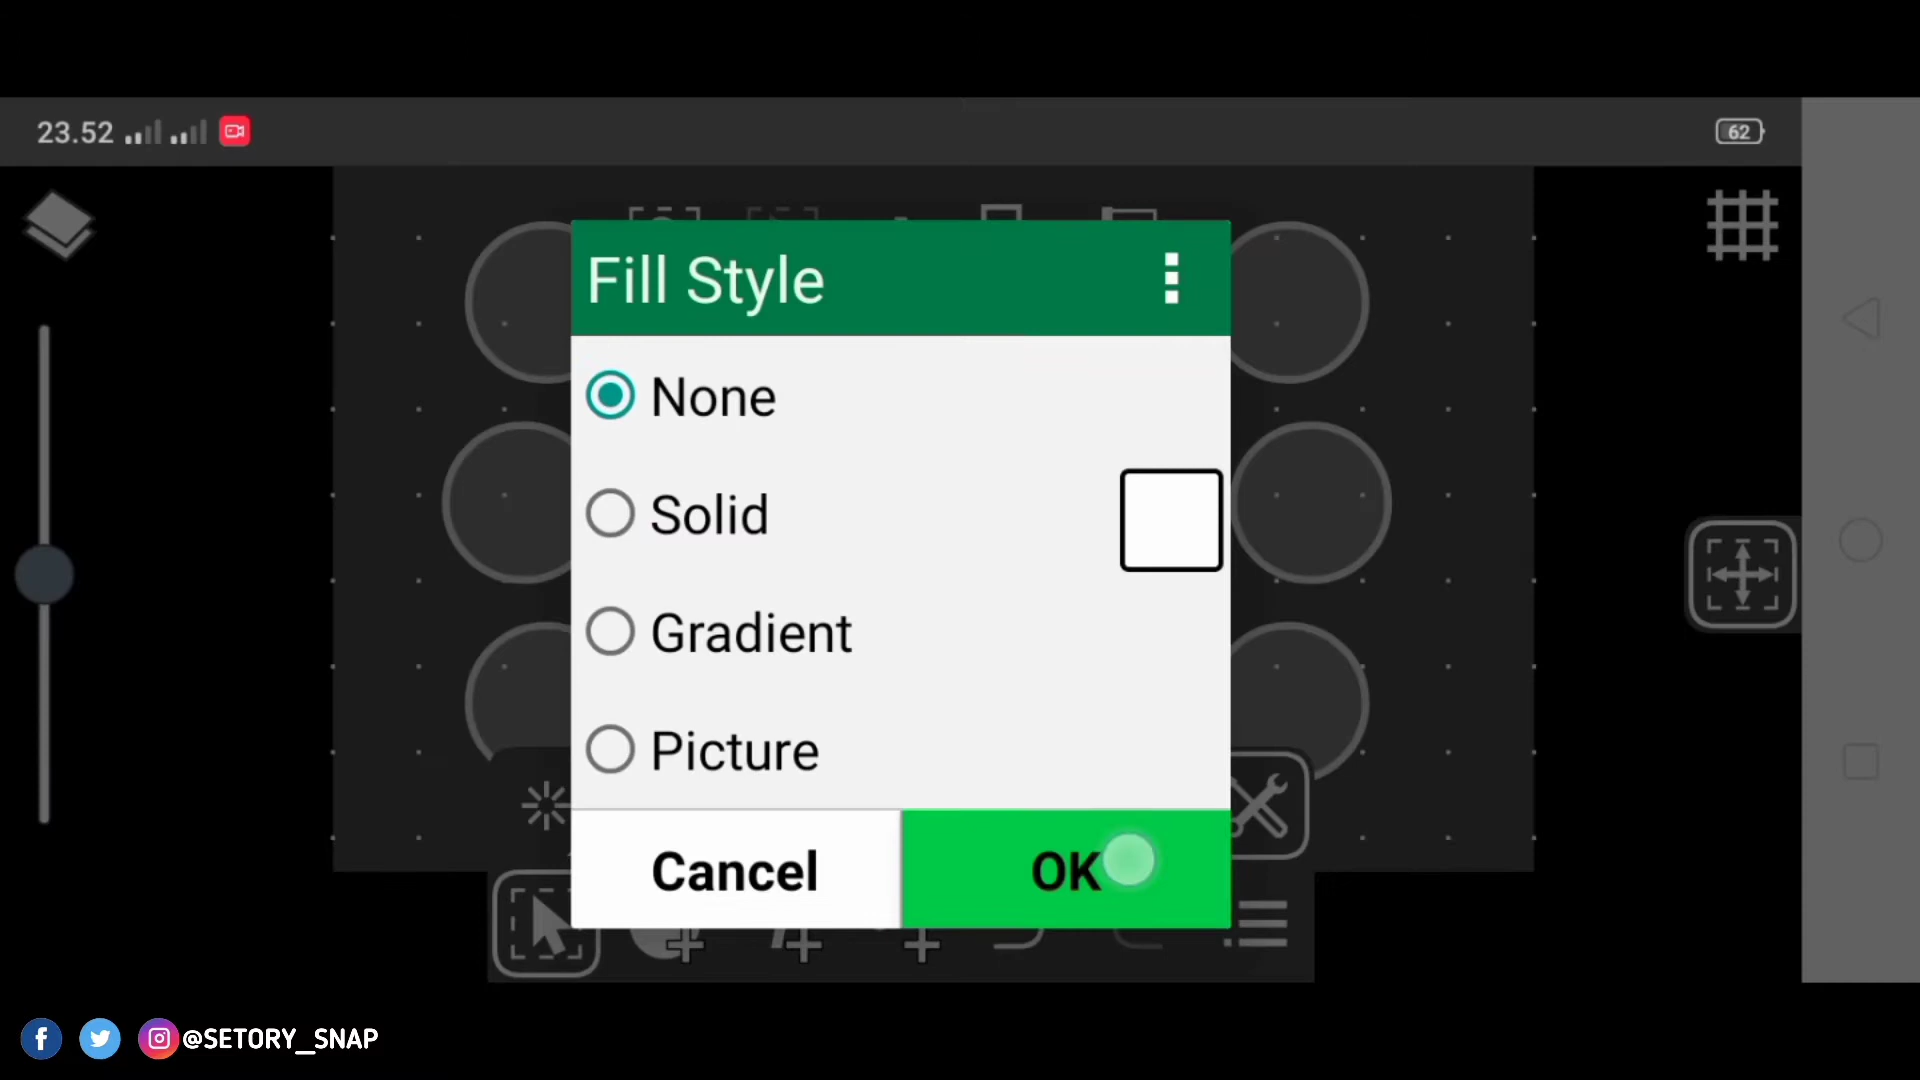 23.52
62
Fill Style
None
Solid
Gradient
Picture
Cancel
OK
@SETORY_SNAP